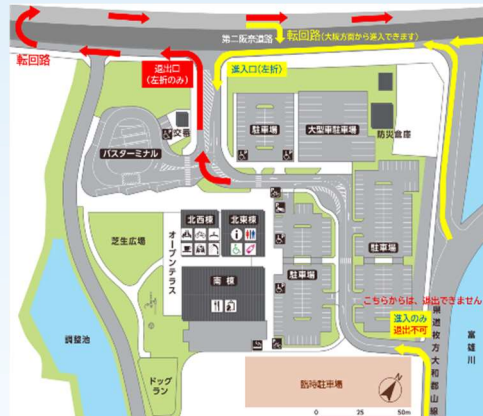 第二阪奈道路
転回路(大阪方面から進入できます)
転回路
退出口
(左折のみ)
進入口(左折)
交番
駐車場
大型車駐車場
防災倉庫
バスターミナル
北西棟
北東棟
芝生広場
オープンテラス
南棟
駐車場
駐車場
こちらからは、退出できません
進入のみ
退出不可
県道枚方大和郡山線
富雄川
調整池
ドッグ
ラン
臨時駐車場
0 25 50m